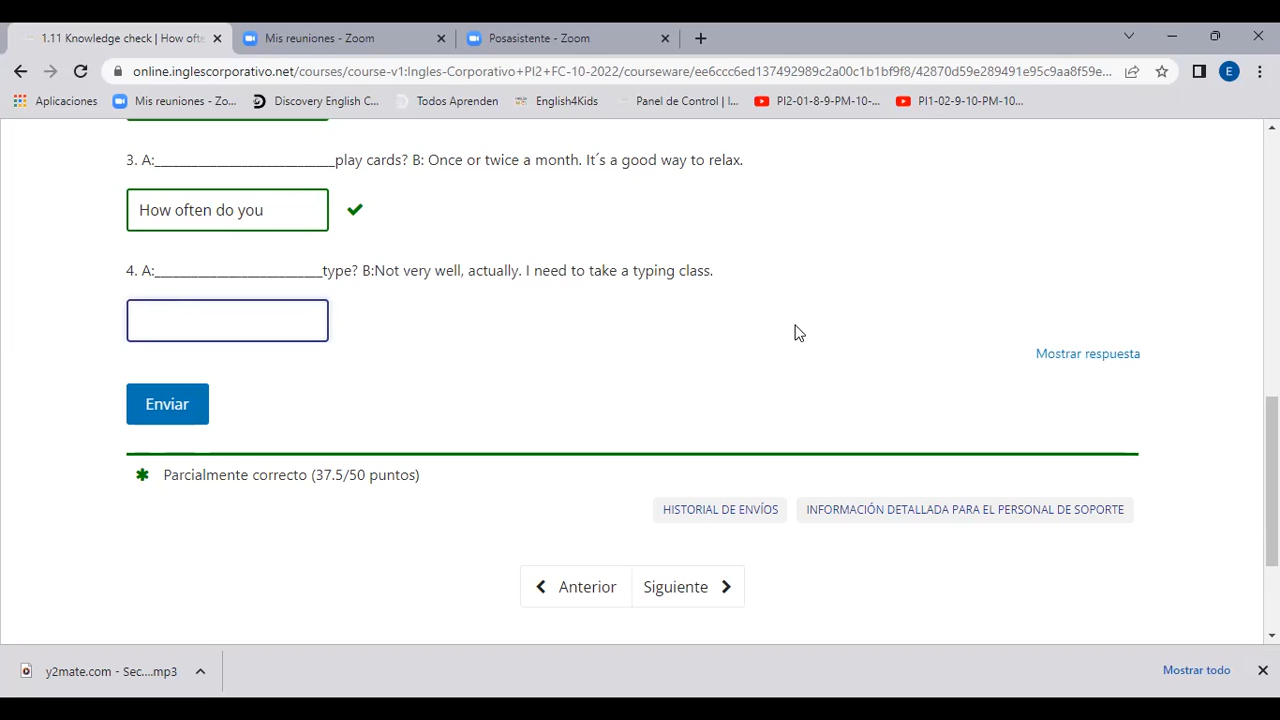 1.11 Knowledge check | How ofte
Mis reuniones - Zoom
Posasistente - Zoom
online.inglescorporativo.net/courses/course-v1:Ingles-Corporativo+PI2+FC-10-2022/courseware/ee6ccc6ed137492989c2a00c1b1bf9f8/42870d59e289491e95c9aa8f59e...
E
Aplicaciones
Mis reuniones - Zo...
Discovery English C...
Todos Aprenden
English4Kids
Panel de Control | I...
PI2-01-8-9-PM-10-...
PI1-02-9-10-PM-10...
3. A:__________________________play cards? B: Once or twice a month. It´s a good way to relax.
How often do you
4. A:________________________type? B:Not very well, actually. I need to take a typing class.
Mostrar respuesta
Enviar
Parcialmente correcto (37.5/50 puntos)
HISTORIAL DE ENVÍOS
INFORMACIÓN DETALLADA PARA EL PERSONAL DE SOPORTE
Anterior
Siguiente
y2mate.com - Sec....mp3
Mostrar todo